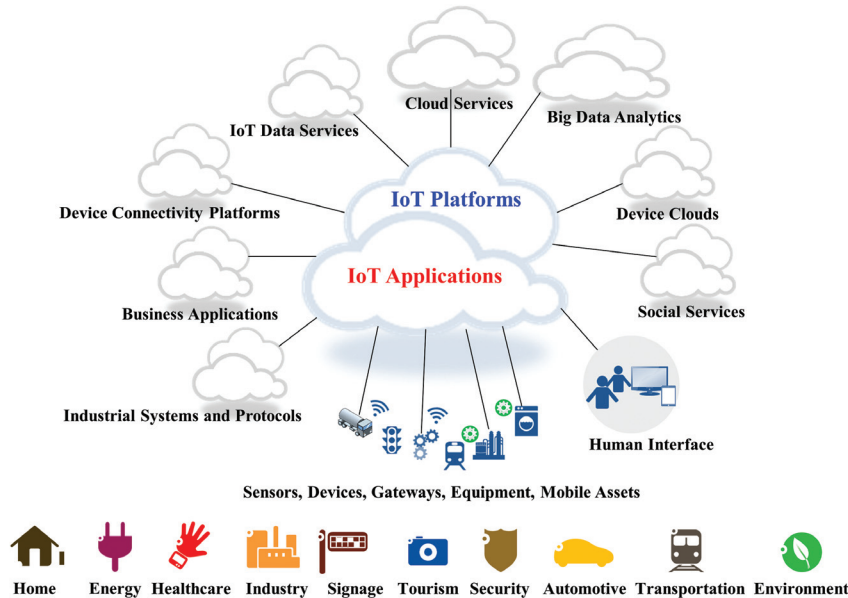 Cloud Services
Big Data Analytics
IoT Data Services
IoT Platforms
Device Connectivity Platforms
Device Clouds
IoT Applications
Business Applications
Social Services
Industrial Systems and Protocols
Human Interface
Sensors, Devices, Gateways, Equipment, Mobile Assets
Home Energy Healthcare Industry Signage Tourism Security Automotive Transportation Environment